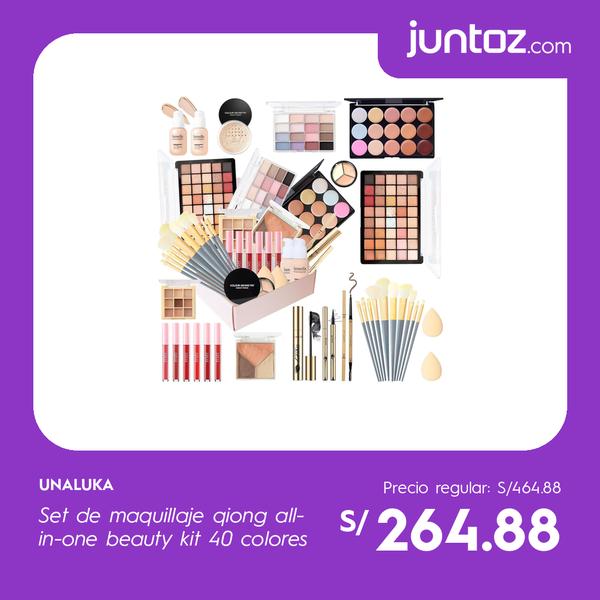 juntoz.com
UNALUKA
Set de maquillaje qiong all-
in-one beauty kit 40 colores
Precio regular: S/464.88
S/ 264.88